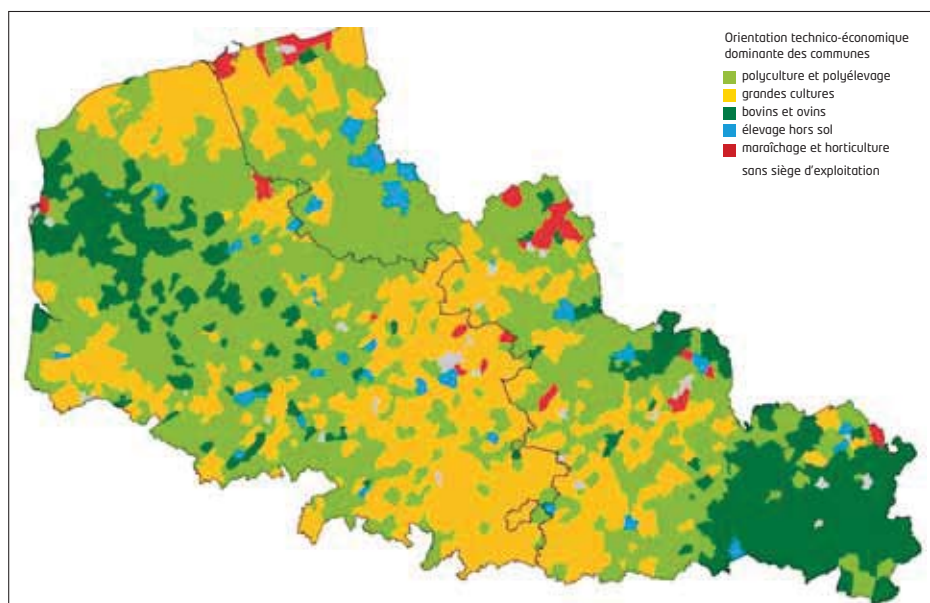 Orientation technico-économique
dominante des communes
polyculture et polyélevage
grandes cultures
bovins et ovins
élevage hors sol
maraîchage et horticulture
sans siège d'exploitation